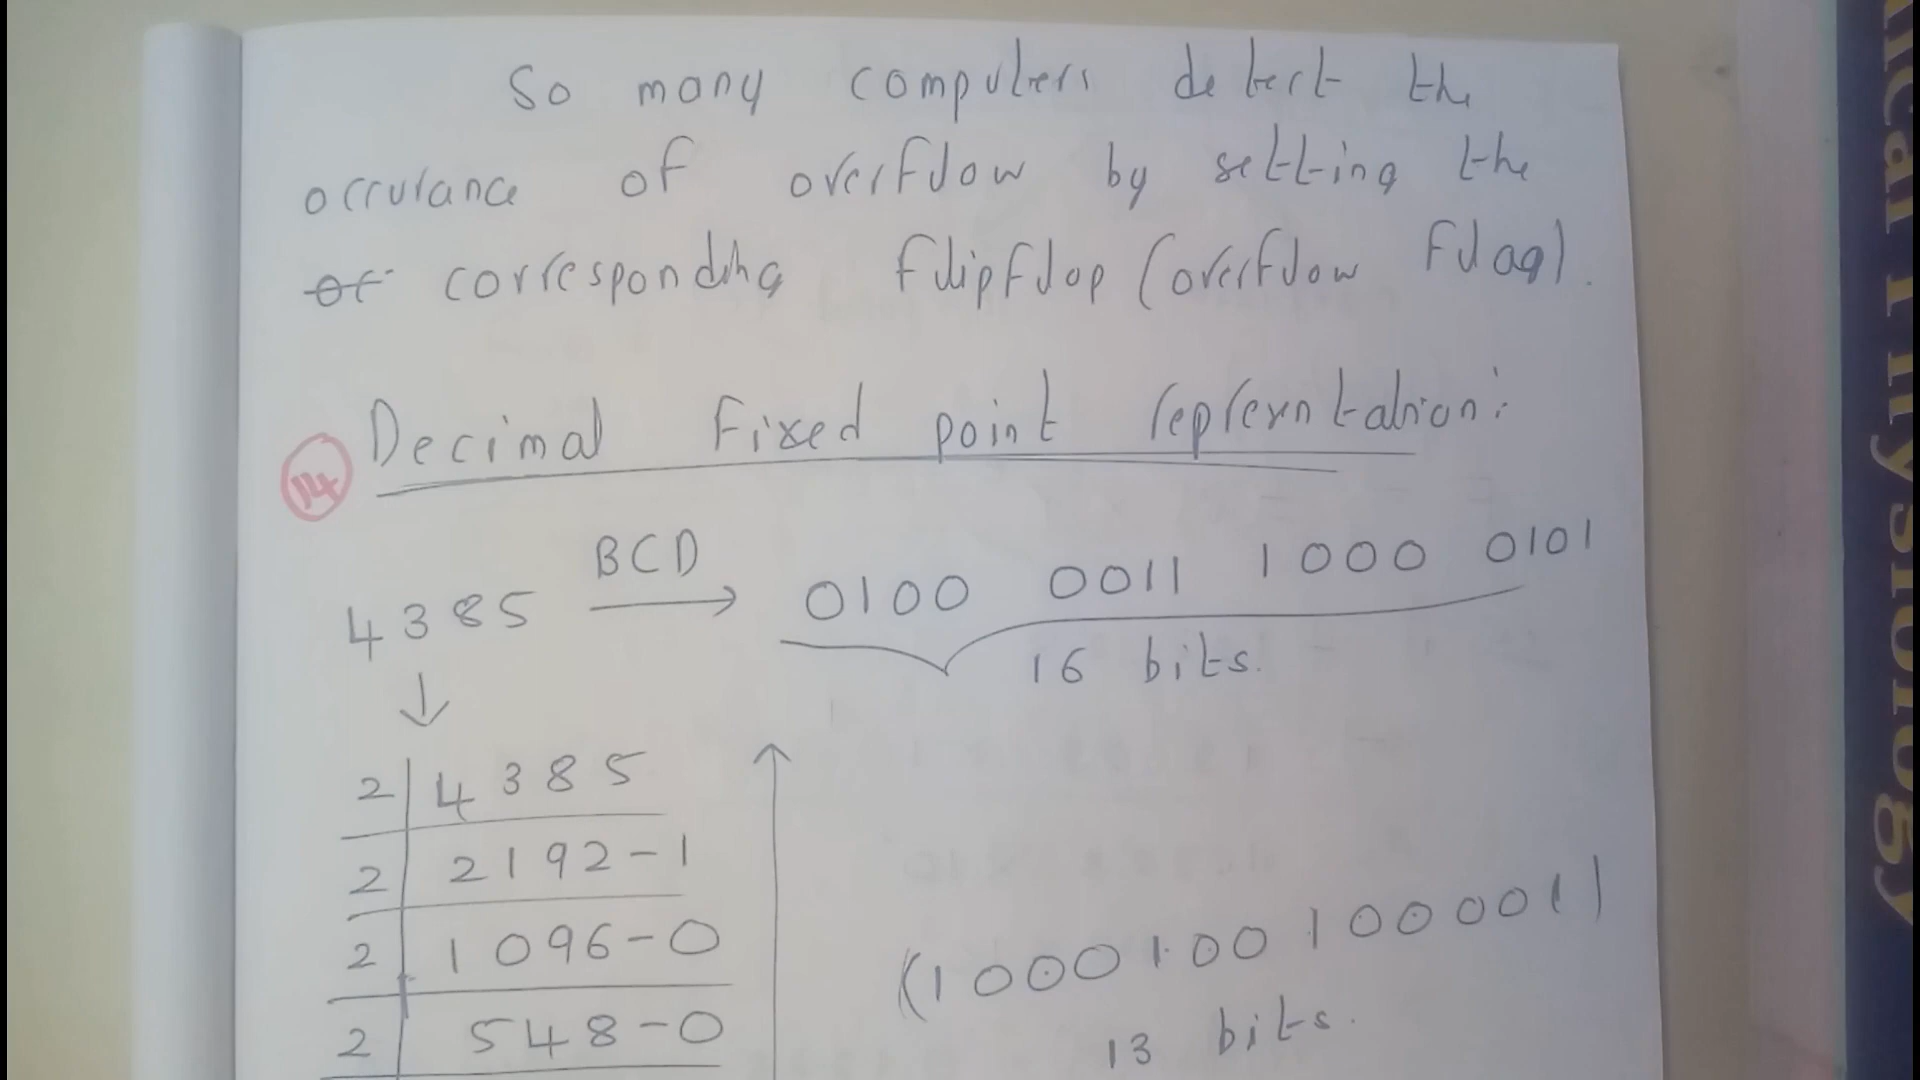 So many computers detect the
occurance of overflow by setting the
of corresponding flipflop (overflow flag).
14 Decimal Fixed point representation:
4385 BCD → 0100 0011 1000 0101
16 bits.
↓
2 | 4385
2 | 2192 - 1
2 | 1096 - 0
2 | 548 - 0
(1000100100001)
13 bits.